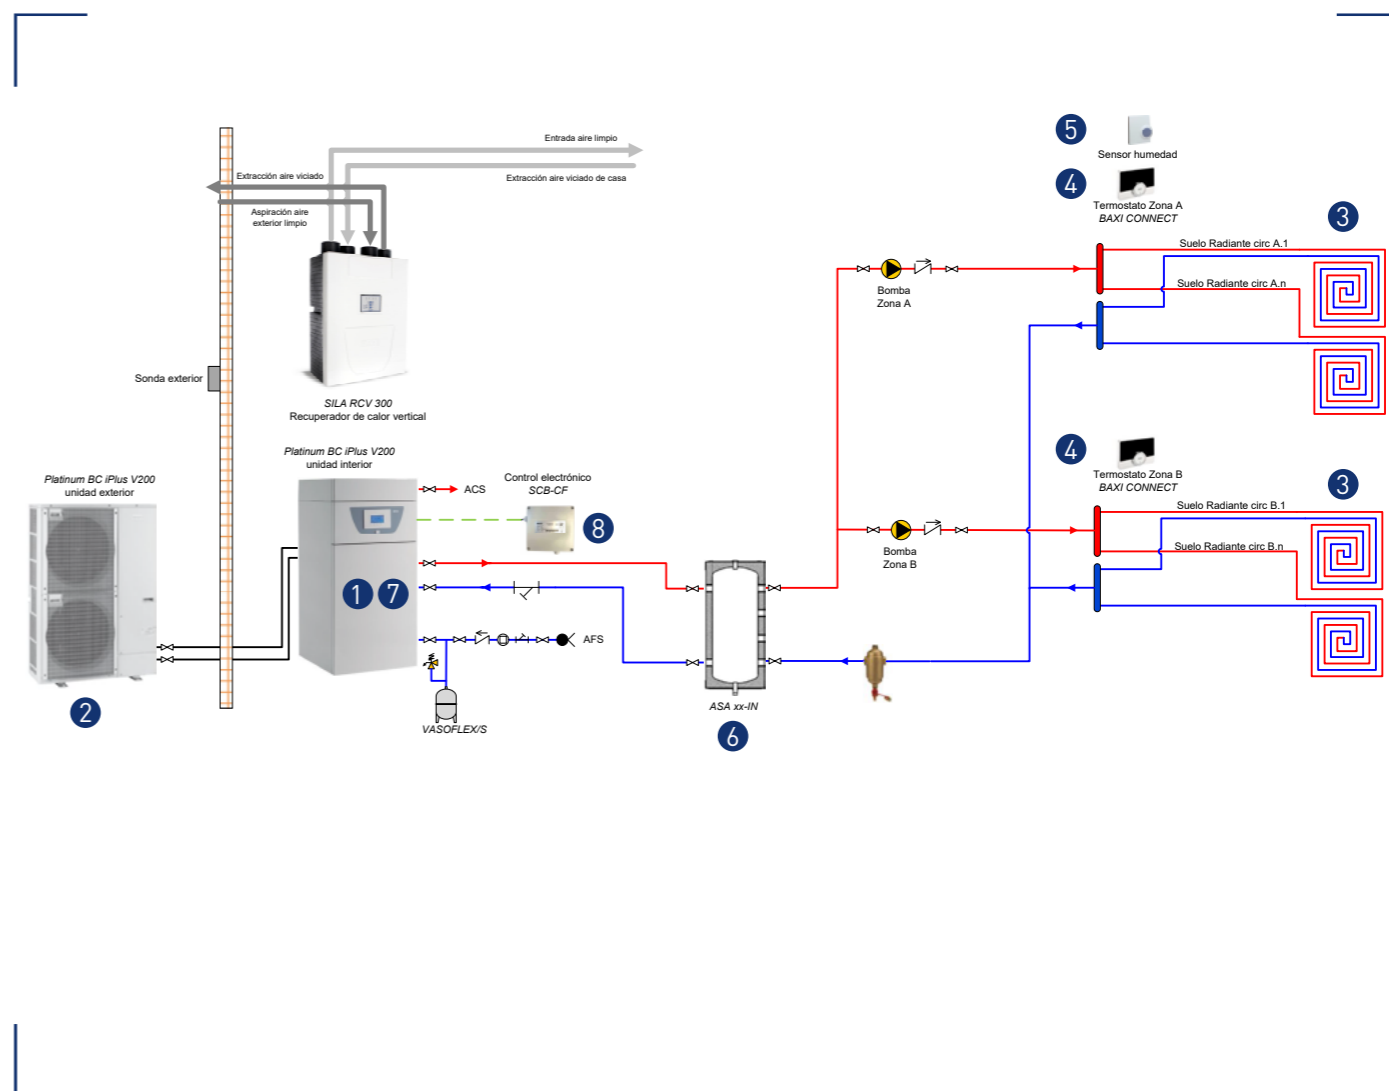 Entrada aire limpio
Extracción aire viciado de casa
Extracción aire viciado
Aspiración aire
exterior limpio
5
Sensor humedad
4
Termostato Zona A
BAXI CONNECT
3
Suelo Radiante circ A.1
Suelo Radiante circ A.n
Bomba
Zona A
Sonda exterior
SILA RCV 300
Recuperador de calor vertical
Platinum BC iPlus V200
unidad interior
Platinum BC iPlus V200
unidad exterior
ACS
Control electrónico
SCB-CF
8
4
Termostato Zona B
BAXI CONNECT
3
Suelo Radiante circ B.1
Suelo Radiante circ B.n
Bomba
Zona B
1 7
AFS
2
VASOFLEX/S
ASA xx-IN
6